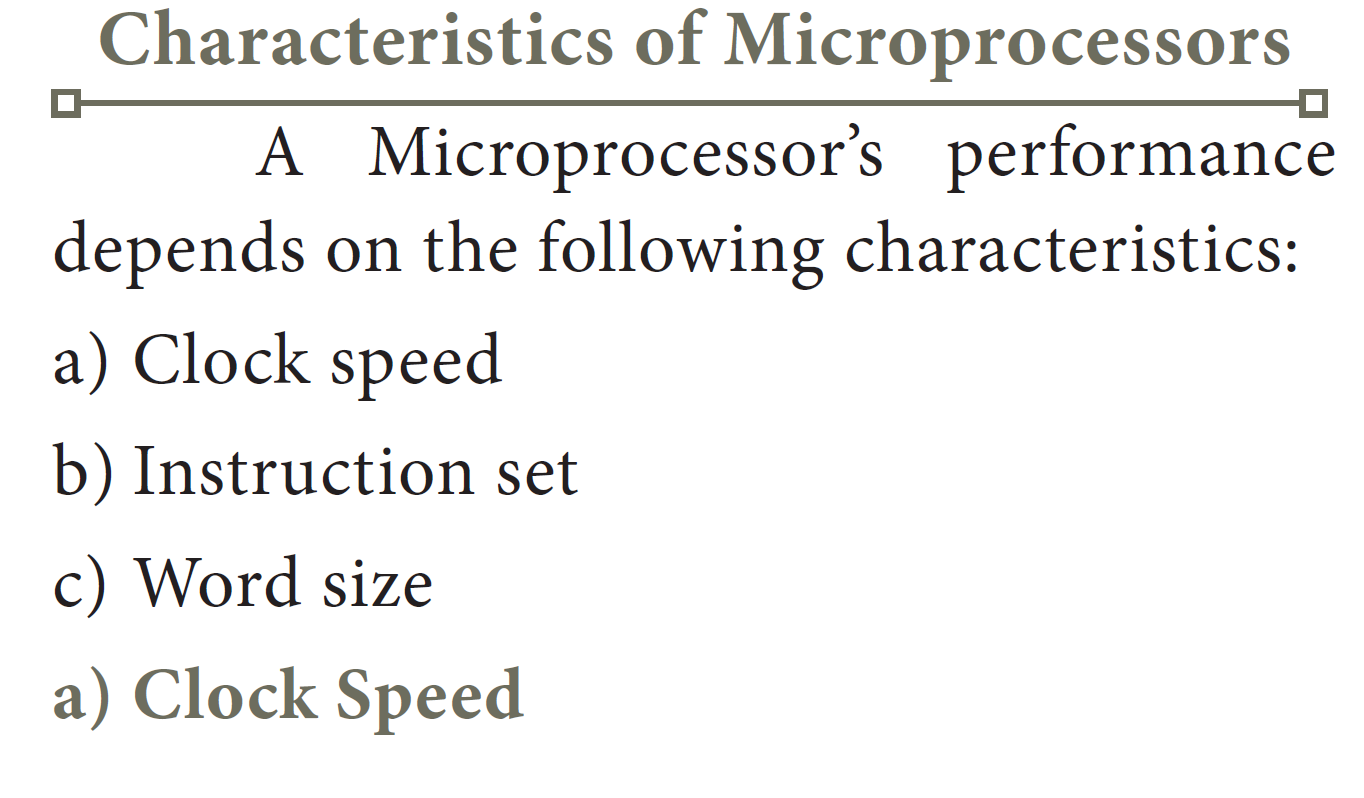 Characteristics of Microprocessors
A Microprocessor’s performance
depends on the following characteristics:
a) Clock speed
b) Instruction set
c) Word size
a) Clock Speed